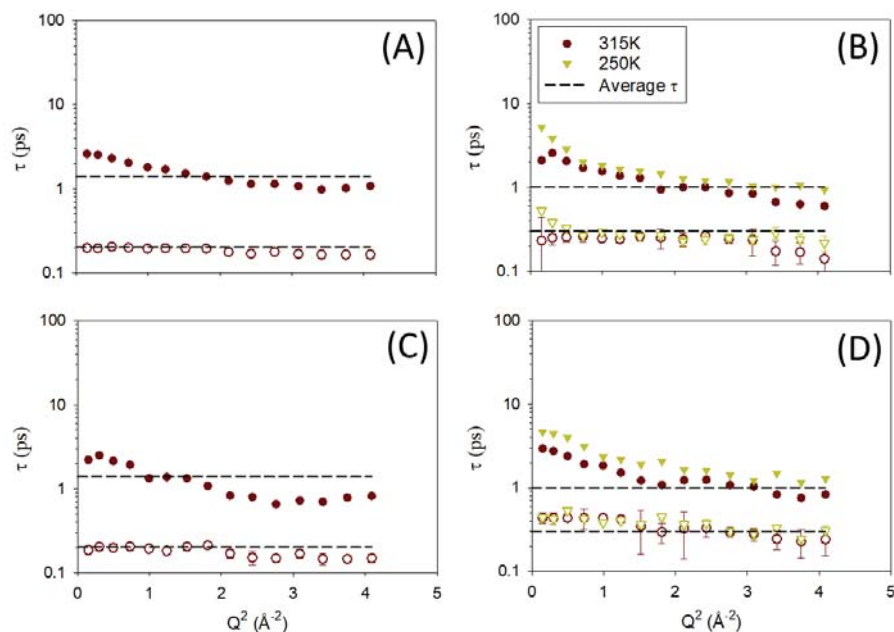 (A)
100
10
1
0.1
τ (ps)
(B)
315K
250K
Average τ
100
10
1
0.1
τ (ps)
(C)
100
10
1
0.1
τ (ps)
0 1 2 3 4 5
Q² (Å⁻²)
(D)
100
10
1
0.1
τ (ps)
0 1 2 3 4 5
Q² (Å⁻²)